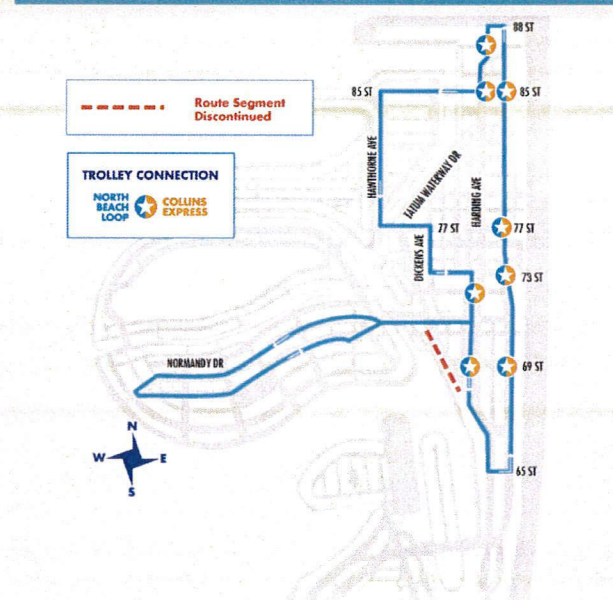 88 ST
85 ST
85 ST
Route Segment
Discontinued
HAWTHORNE AVE
TATUM WATERWAY DR
HARDING AVE
TROLLEY CONNECTION
NORTH
BEACH
LOOP
COLLINS
EXPRESS
77 ST
77 ST
DICKENS AVE
73 ST
NORMANDY DR
69 ST
N
W
E
S
65 ST